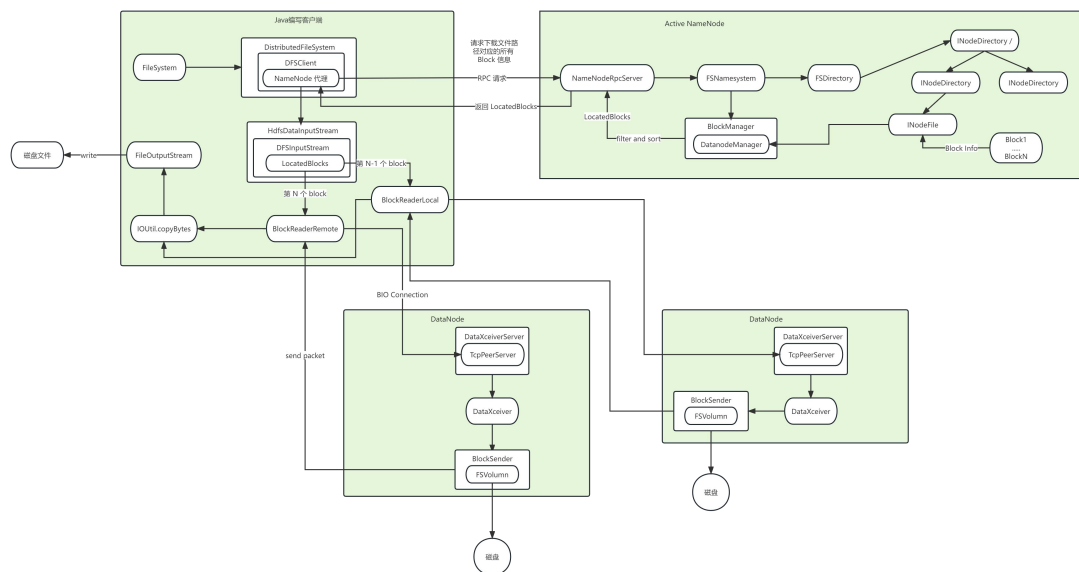 Java编写客户端
FileSystem
DistributedFileSystem
DFSClient
NameNode 代理
请求下载文件路
径对应的所有
Block 信息
RPC 请求
返回 LocatedBlocks
HdfsDataInputStream
DFSInputStream
LocatedBlocks
第 N-1 个 block
第 N 个 block
BlockReaderLocal
BlockReaderRemote
IOUtil.copyBytes
FileOutputStream
write
磁盘文件
Active NameNode
NameNodeRpcServer
FSNamesystem
FSDirectory
INodeDirectory /
INodeDirectory
INodeDirectory
INodeFile
Block Info
Block1
....
BlockN
BlockManager
DatanodeManager
filter and sort
LocatedBlocks
BIO Connection
send packet
DataNode
DataXceiverServer
TcpPeerServer
DataXceiver
BlockSender
FSVolumn
磁盘
DataNode
DataXceiverServer
TcpPeerServer
DataXceiver
BlockSender
FSVolumn
磁盘